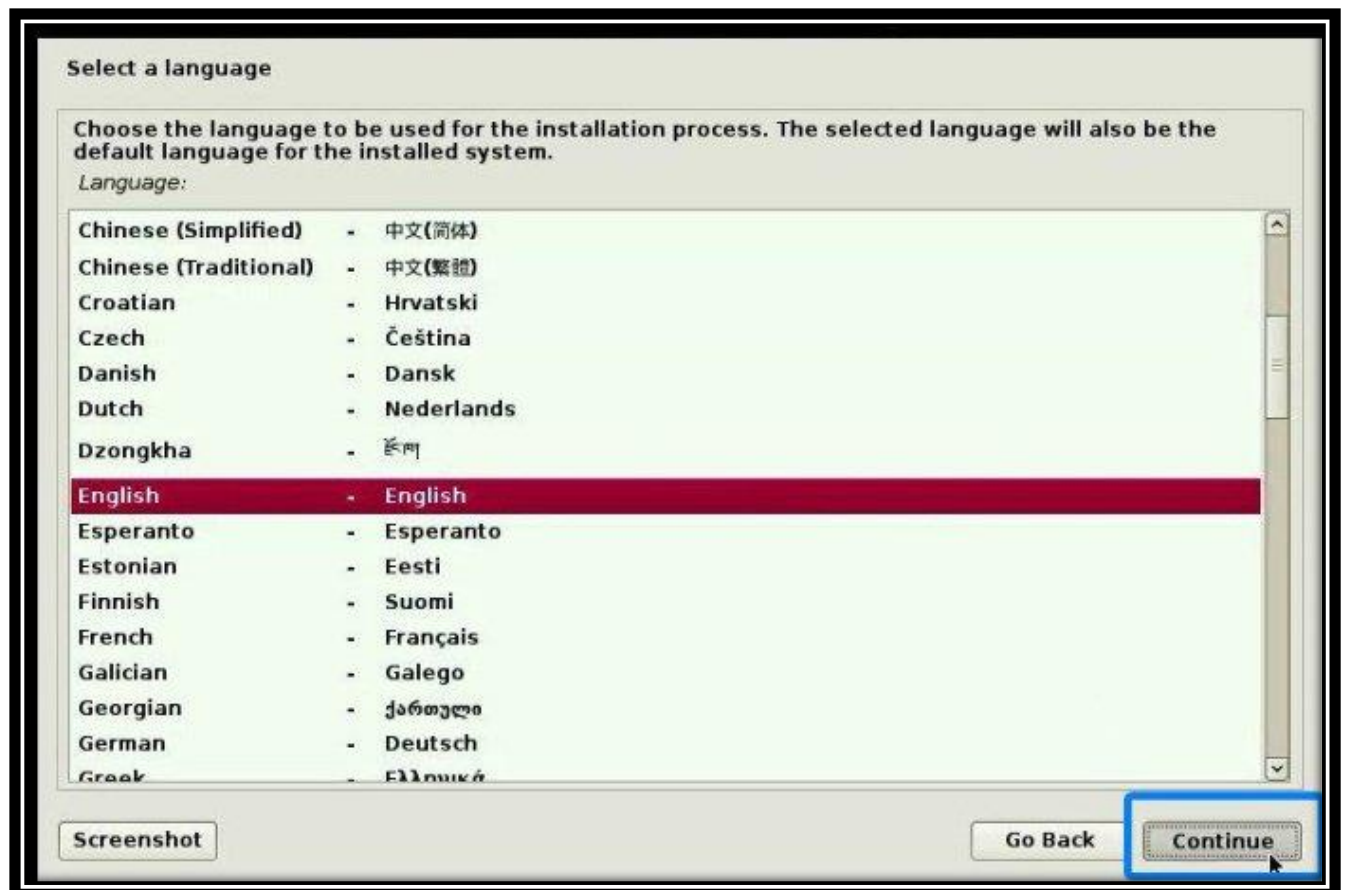 Select a language
Choose the language to be used for the installation process. The selected language will also be the
default language for the installed system.
Language:
Chinese (Simplified) - 中文(简体)
Chinese (Traditional) - 中文(繁體)
Croatian - Hrvatski
Czech - Čeština
Danish - Dansk
Dutch - Nederlands
Dzongkha - རྫོང་ཁ།
English - English
Esperanto - Esperanto
Estonian - Eesti
Finnish - Suomi
French - Français
Galician - Galego
Georgian - ქართული
German - Deutsch
Greek - Ελληνικά
Screenshot Go Back Continue